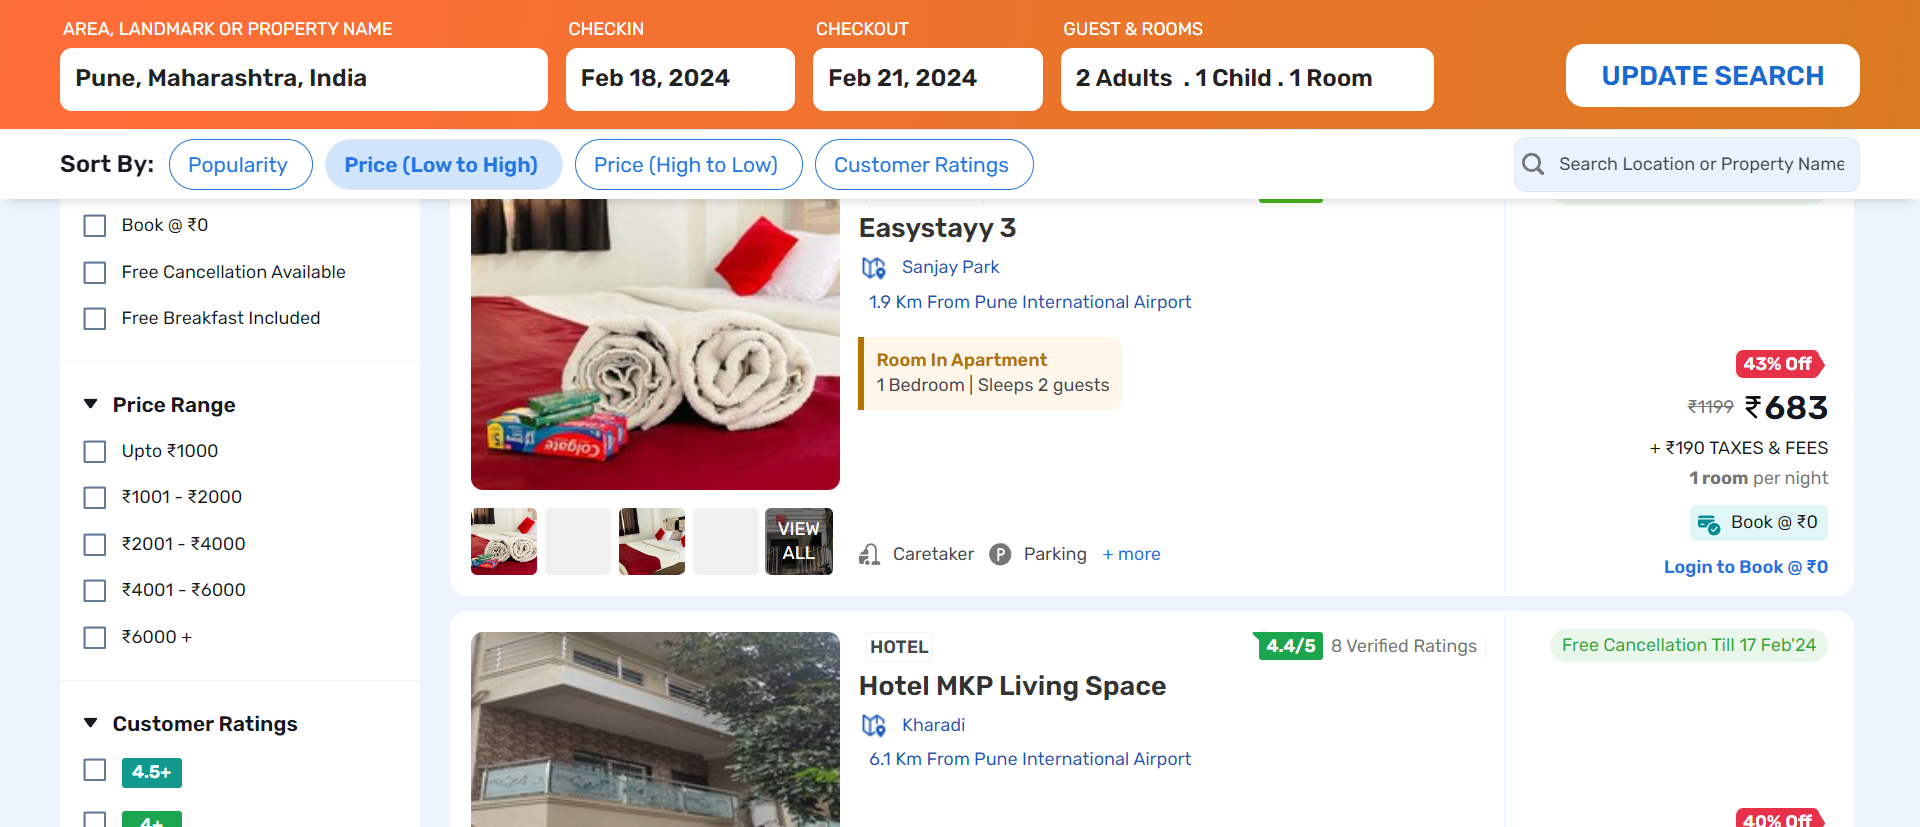 AREA, LANDMARK OR PROPERTY NAME
CHECKIN
CHECKOUT
GUEST & ROOMS
Pune, Maharashtra, India
Feb 18, 2024
Feb 21, 2024
2 Adults . 1 Child . 1 Room
UPDATE SEARCH
Sort By:
Popularity
Price (Low to High)
Price (High to Low)
Customer Ratings
Search Location or Property Name
Book @ ₹0
Free Cancellation Available
Free Breakfast Included
Price Range
Upto ₹1000
₹1001 - ₹2000
₹2001 - ₹4000
₹4001 - ₹6000
₹6000 +
Customer Ratings
4.5+
4+
Easystayy 3
Sanjay Park
1.9 Km From Pune International Airport
Room In Apartment
1 Bedroom | Sleeps 2 guests
Colgate
VIEW
ALL
Caretaker
P
Parking
+ more
43% Off
₹1199 ₹683
+ ₹190 TAXES & FEES
1 room per night
Book @ ₹0
Login to Book @ ₹0
HOTEL
4.4/5
8 Verified Ratings
Free Cancellation Till 17 Feb'24
Hotel MKP Living Space
Kharadi
6.1 Km From Pune International Airport
40% Off